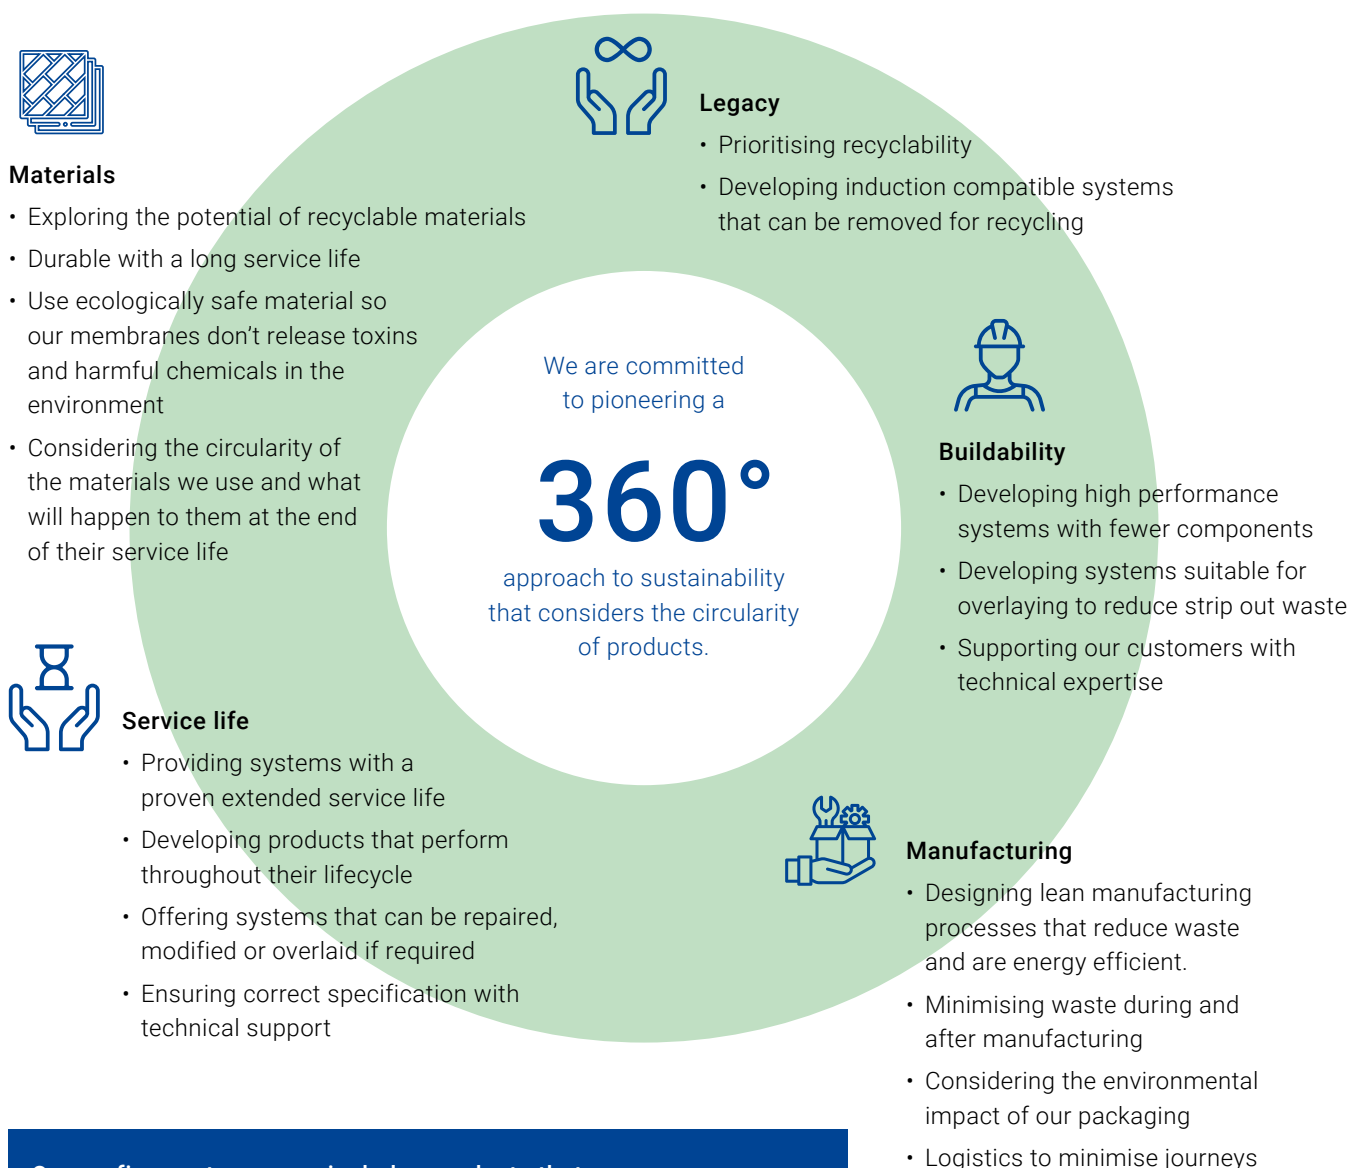 Legacy
• Prioritising recyclability
• Developing induction compatible systems
that can be removed for recycling
Materials
• Exploring the potential of recyclable materials
• Durable with a long service life
• Use ecologically safe material so
our membranes don’t release toxins
and harmful chemicals in the
environment
• Considering the circularity of
the materials we use and what
will happen to them at the end
of their service life
We are committed
to pioneering a
360°
approach to sustainability
that considers the circularity
of products.
Buildability
• Developing high performance
systems with fewer components
• Developing systems suitable for
overlaying to reduce strip out waste
• Supporting our customers with
technical expertise
Service life
• Providing systems with a
proven extended service life
• Developing products that perform
throughout their lifecycle
• Offering systems that can be repaired,
modified or overlaid if required
• Ensuring correct specification with
technical support
Manufacturing
• Designing lean manufacturing
processes that reduce waste
and are energy efficient.
• Minimising waste during and
after manufacturing
• Considering the environmental
impact of our packaging
• Logistics to minimise journeys